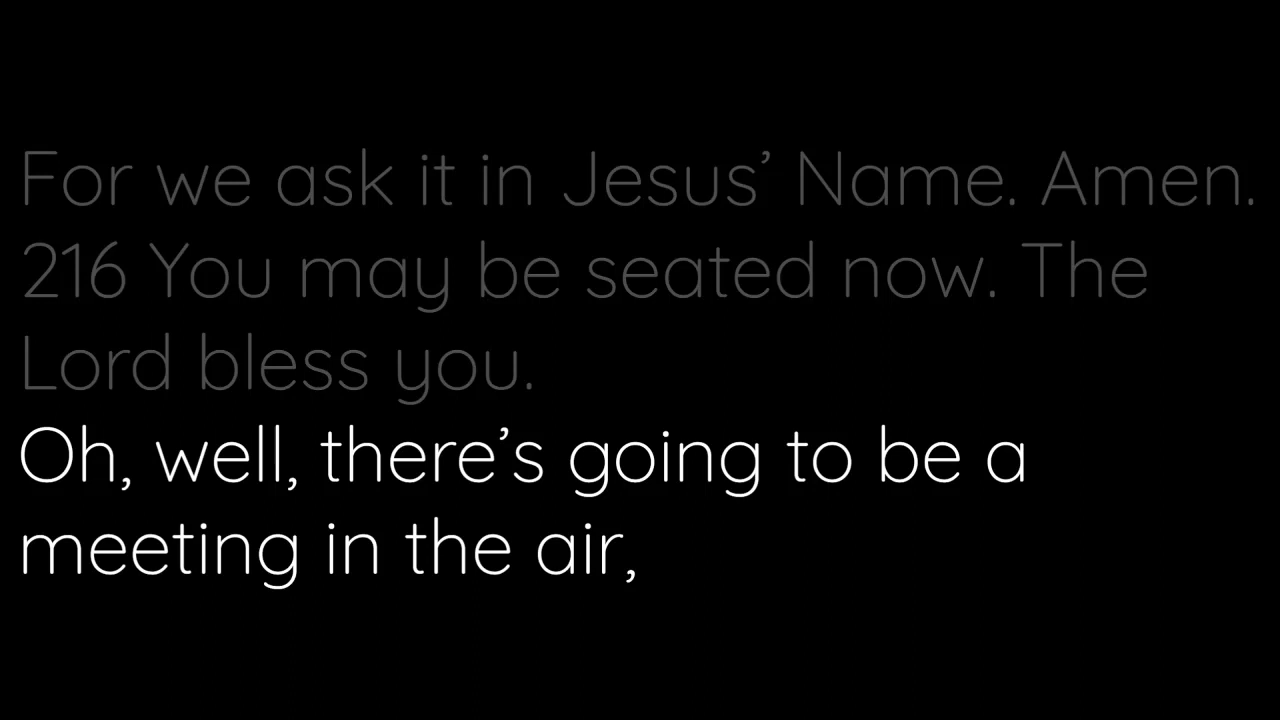 For we ask it in Jesus’ Name. Amen.
216 You may be seated now. The
Lord bless you.
Oh, well, there’s going to be a
meeting in the air,